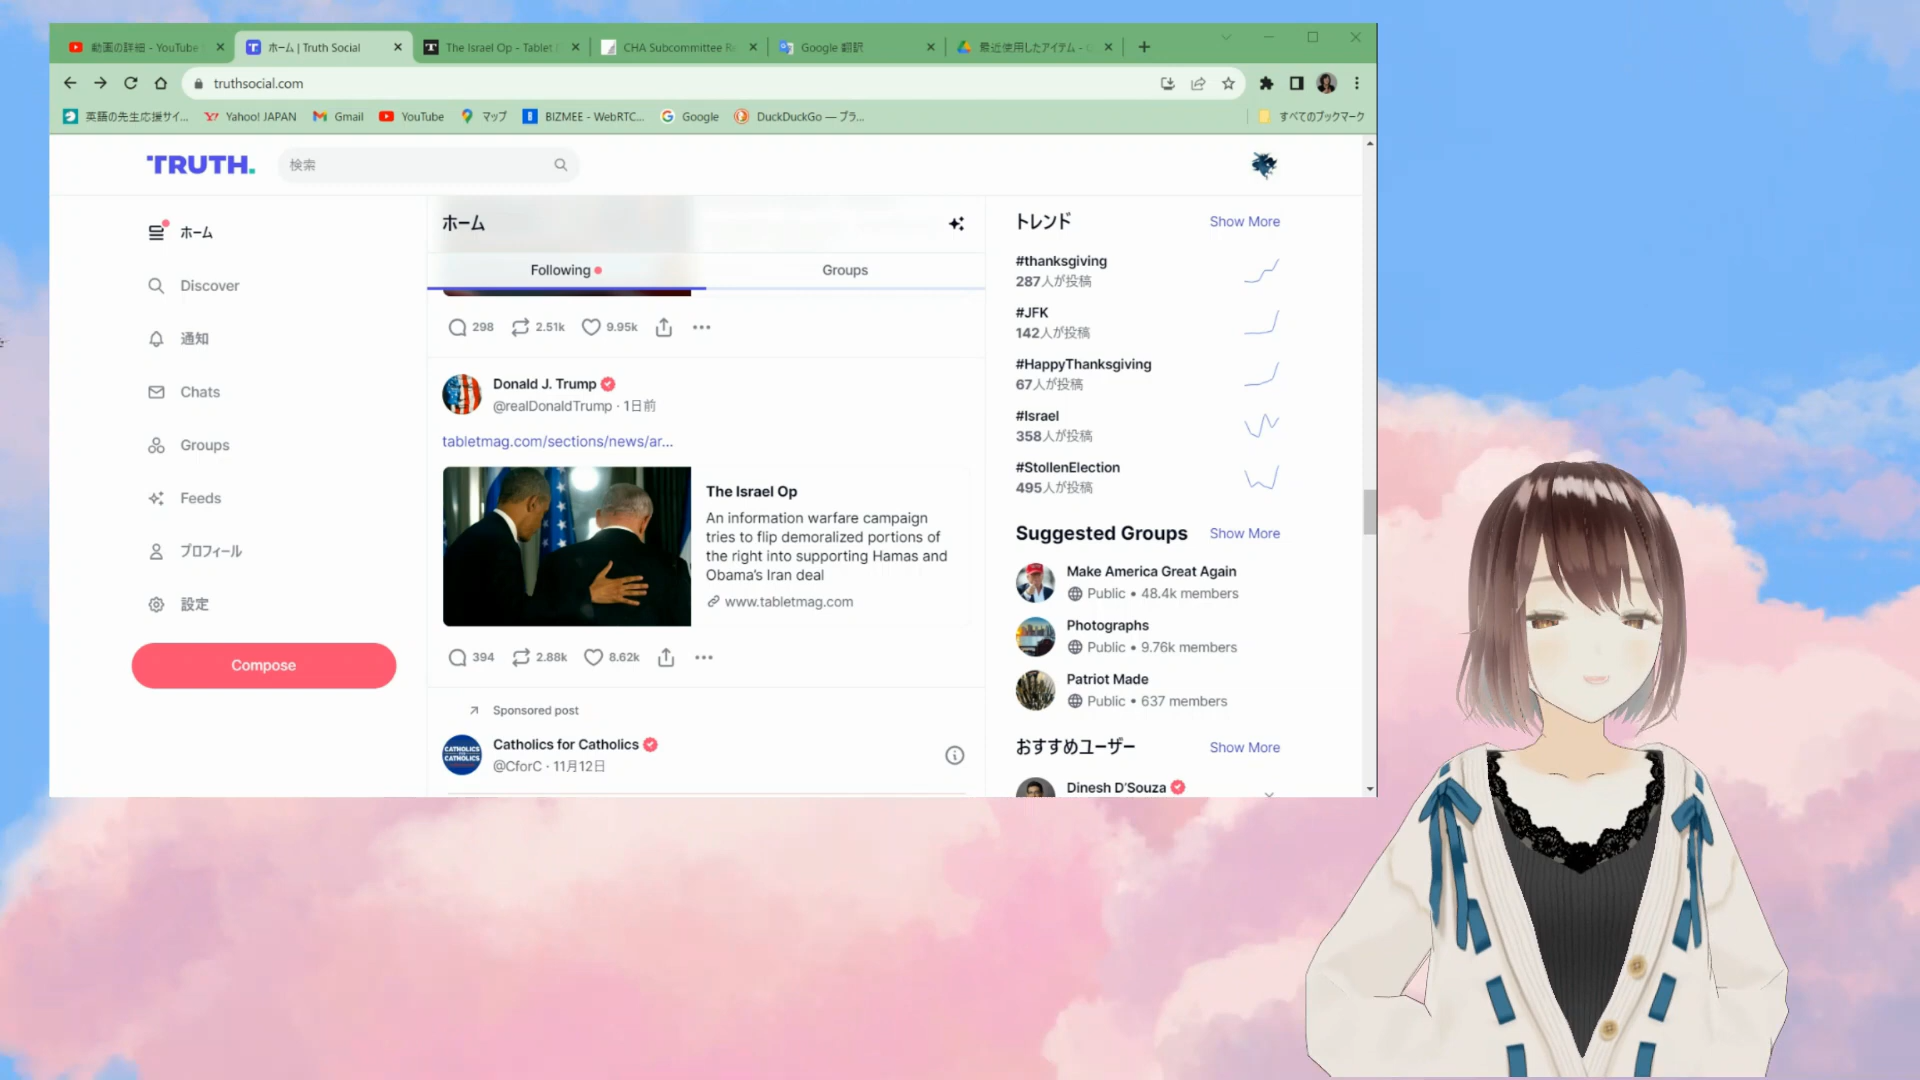 動画の詳細 - YouTube
ホーム | Truth Social
The Israel Op - Tablet
CHA Subcommittee R
Google 翻訳
最近使用したアイテム -
truthsocial.com
英語の先生応援サイ...
Yahoo! JAPAN
Gmail
YouTube
マップ
BIZMEE - WebRTC...
Google
DuckDuckGo — プラ...
すべてのブックマーク
TRUTH.
検索
ホーム
Discover
通知
Chats
Groups
Feeds
プロフィール
設定
Compose
ホーム
Following
Groups
298 2.51k 9.95k
Donald J. Trump
@realDonaldTrump · 1日前
tabletmag.com/sections/news/ar...
The Israel Op
An information warfare campaign
tries to flip demoralized portions of
the right into supporting Hamas and
Obama's Iran deal
www.tabletmag.com
394 2.88k 8.62k
Sponsored post
CATHOLICS
CATHOLICS
Catholics for Catholics
@CforC · 11月12日
トレンド Show More
#thanksgiving
287人が投稿
#JFK
142人が投稿
#HappyThanksgiving
67人が投稿
#Israel
358人が投稿
#StollenElection
495人が投稿
Suggested Groups Show More
Make America Great Again
Public • 48.4k members
Photographs
Public • 9.76k members
Patriot Made
Public • 637 members
おすすめユーザー Show More
Dinesh D'Souza